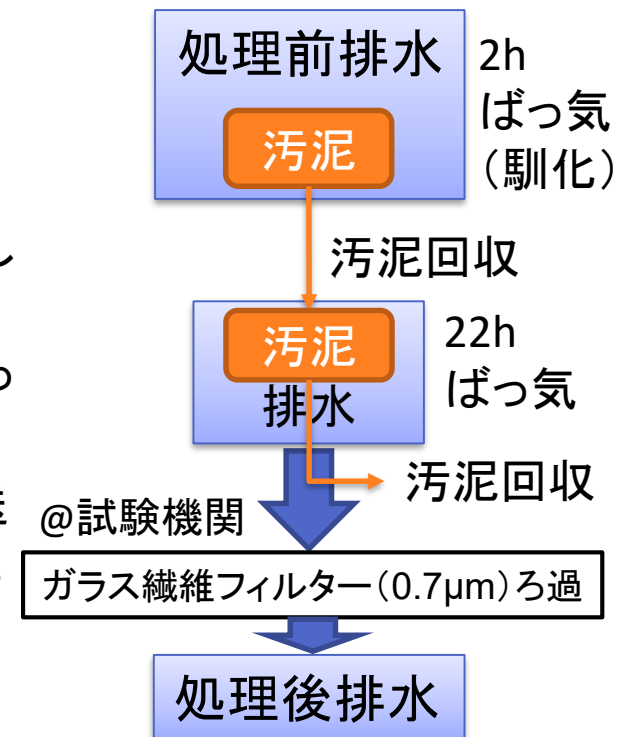 処理前排水
2h
ばっ気
（馴化）
汚泥
汚泥回収
汚泥
排水
22h
ばっ気
汚泥回収
@試験機関
ガラス繊維フィルター（0.7μm）ろ過
処理後排水